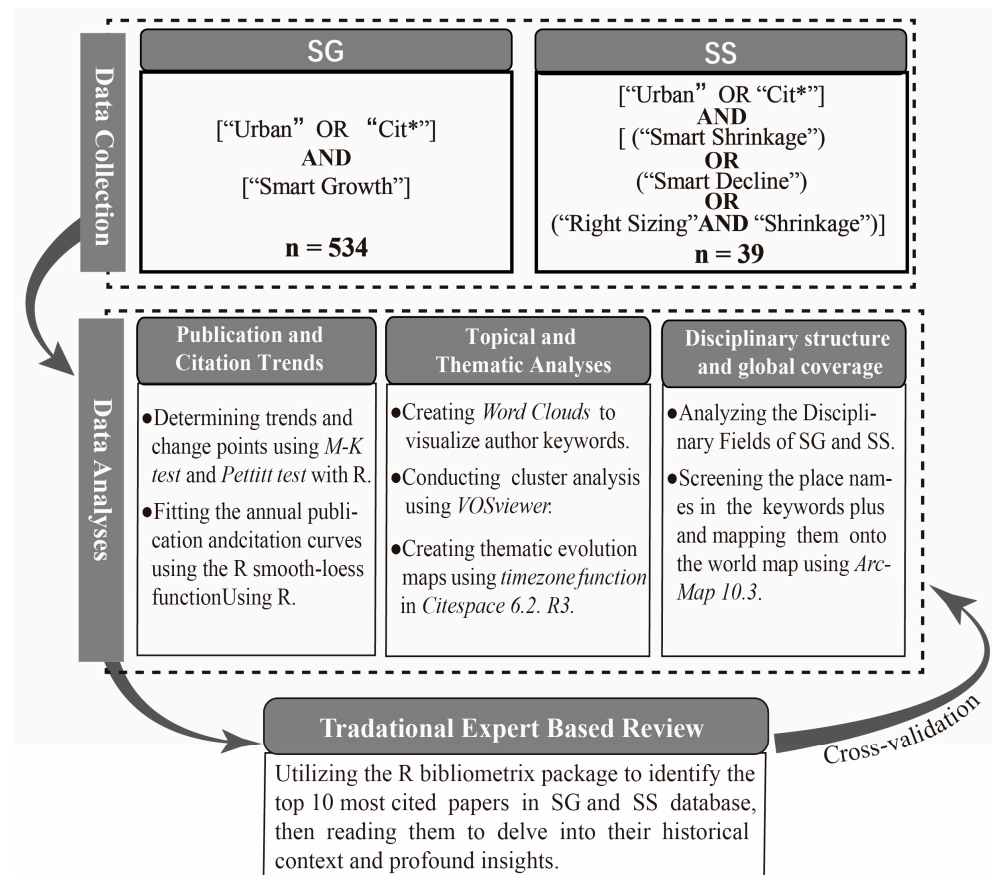 Data Collection
SG
[“Urban” OR “Cit*”]
AND
[“Smart Growth”]
n = 534
SS
[“Urban” OR “Cit*”]
AND
[ (“Smart Shrinkage”)
OR
(“Smart Decline”)
OR
(“Right Sizing”AND “Shrinkage”)]
n = 39
Data Analyses
Publication and
Citation Trends
●Determining trends and
change points using M-K
test and Pettitt test with R.
●Fitting the annual publi-
cation andcitation curves
using the R smooth-loess
functionUsing R.
Topical and
Thematic Analyses
●Creating Word Clouds to
visualize author keywords.
●Conducting cluster analysis
using VOSviewer.
●Creating thematic evolution
maps using timezone function
in Citespace 6.2. R3.
Disciplinary structure
and global coverage
●Analyzing the Discipli-
nary Fields of SG and SS.
●Screening the place nam-
es in the keywords plus
and mapping them onto
the world map using Arc-
Map 10.3.
Tradational Expert Based Review
Utilizing the R bibliometrix package to identify the
top 10 most cited papers in SG and SS database,
then reading them to delve into their historical
context and profound insights.
Cross-validation